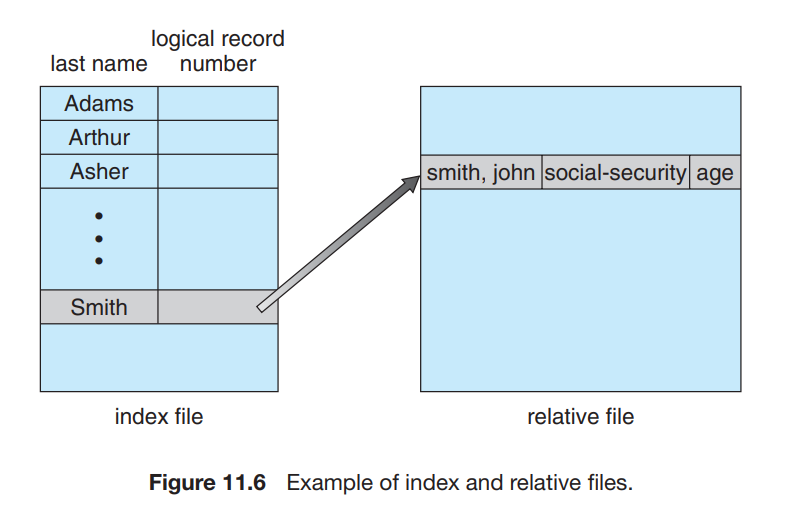 logical record
last name number
Adams
Arthur
Asher
Smith
smith, john social-security age
index file
relative file
Figure 11.6 Example of index and relative files.